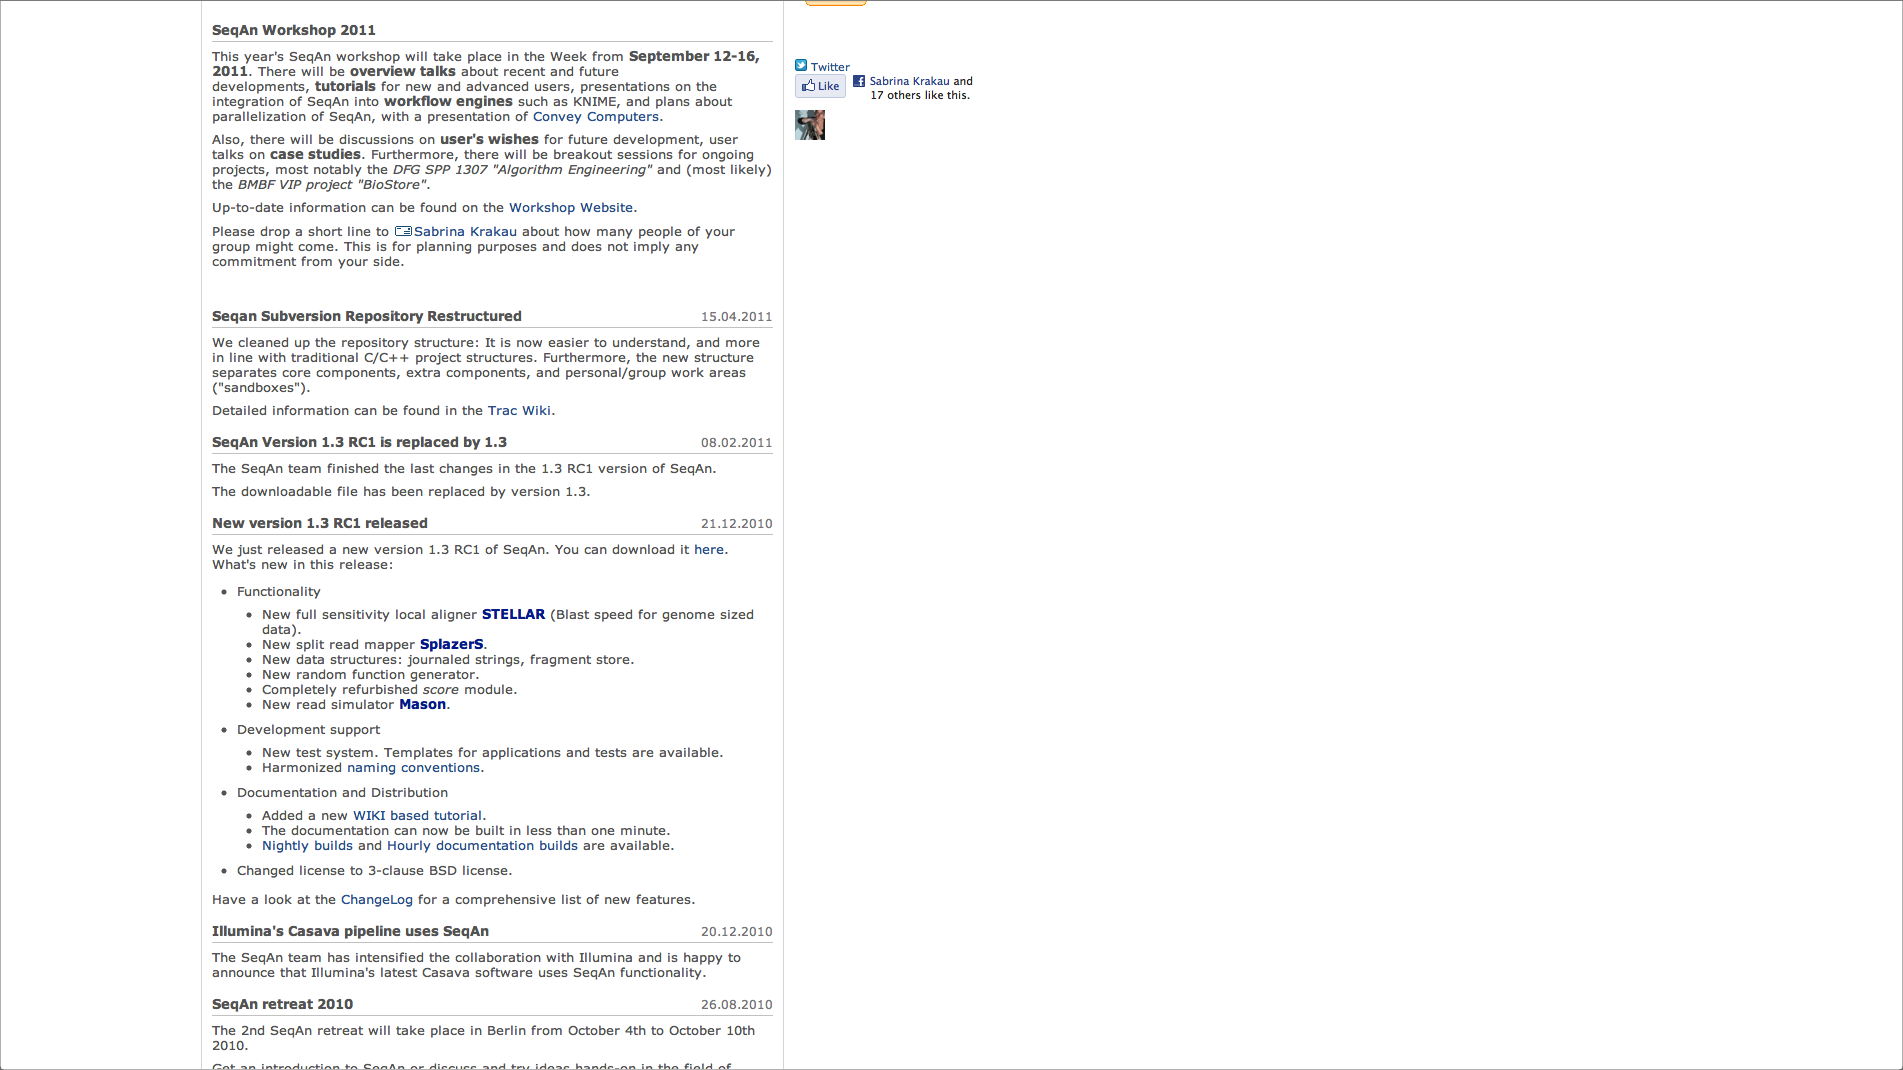 SeqAn Workshop 2011
This year's SeqAn workshop will take place in the Week from September 12-16,
2011. There will be overview talks about recent and future
developments, tutorials for new and advanced users, presentations on the
integration of SeqAn into workflow engines such as KNIME, and plans about
parallelization of SeqAn, with a presentation of Convey Computers.
Also, there will be discussions on user's wishes for future development, user
talks on case studies. Furthermore, there will be breakout sessions for ongoing
projects, most notably the DFG SPP 1307 "Algorithm Engineering" and (most likely)
the BMBF VIP project "BioStore".
Up-to-date information can be found on the Workshop Website.
Please drop a short line to Sabrina Krakau about how many people of your
group might come. This is for planning purposes and does not imply any
commitment from your side.
Seqan Subversion Repository Restructured 15.04.2011
We cleaned up the repository structure: It is now easier to understand, and more
in line with traditional C/C++ project structures. Furthermore, the new structure
separates core components, extra components, and personal/group work areas
("sandboxes").
Detailed information can be found in the Trac Wiki.
SeqAn Version 1.3 RC1 is replaced by 1.3 08.02.2011
The SeqAn team finished the last changes in the 1.3 RC1 version of SeqAn.
The downloadable file has been replaced by version 1.3.
New version 1.3 RC1 released 21.12.2010
We just released a new version 1.3 RC1 of SeqAn. You can download it here.
What's new in this release:
• Functionality
• New full sensitivity local aligner STELLAR (Blast speed for genome sized
data).
• New split read mapper SplazerS.
• New data structures: journaled strings, fragment store.
• New random function generator.
• Completely refurbished score module.
• New read simulator Mason.
• Development support
• New test system. Templates for applications and tests are available.
• Harmonized naming conventions.
• Documentation and Distribution
• Added a new WIKI based tutorial.
• The documentation can now be built in less than one minute.
• Nightly builds and Hourly documentation builds are available.
• Changed license to 3-clause BSD license.
Have a look at the ChangeLog for a comprehensive list of new features.
Illumina's Casava pipeline uses SeqAn 20.12.2010
The SeqAn team has intensified the collaboration with Illumina and is happy to
announce that Illumina's latest Casava software uses SeqAn functionality.
SeqAn retreat 2010 26.08.2010
The 2nd SeqAn retreat will take place in Berlin from October 4th to October 10th
2010.
Get an introduction to SeqAn or discuss and try ideas hands-on in the field of
Twitter
Like
Sabrina Krakau and
17 others like this.